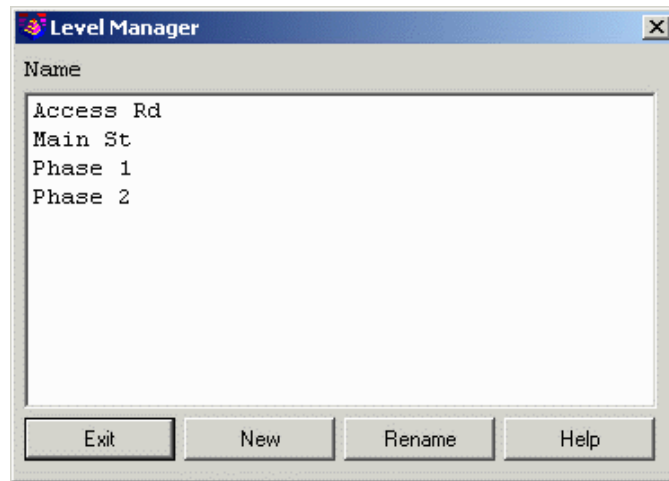 Level Manager
Name
Access Rd
Main St
Phase 1
Phase 2
Exit New Rename Help